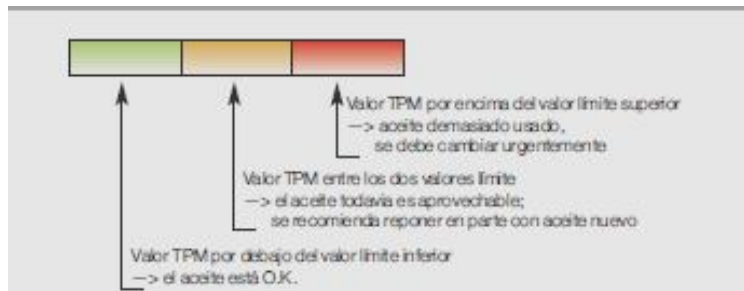 Valor TPM por encima del valor límite superior
—> aceite demasiado usado,
se debe cambiar urgentemente
Valor TPM entre los dos valores límite
—> el aceite todavia es aprovechable;
se recomienda reponer en parte con aceite nuevo
Valor TPM por debajo del valor límite inferior
—> el aceite está O.K.